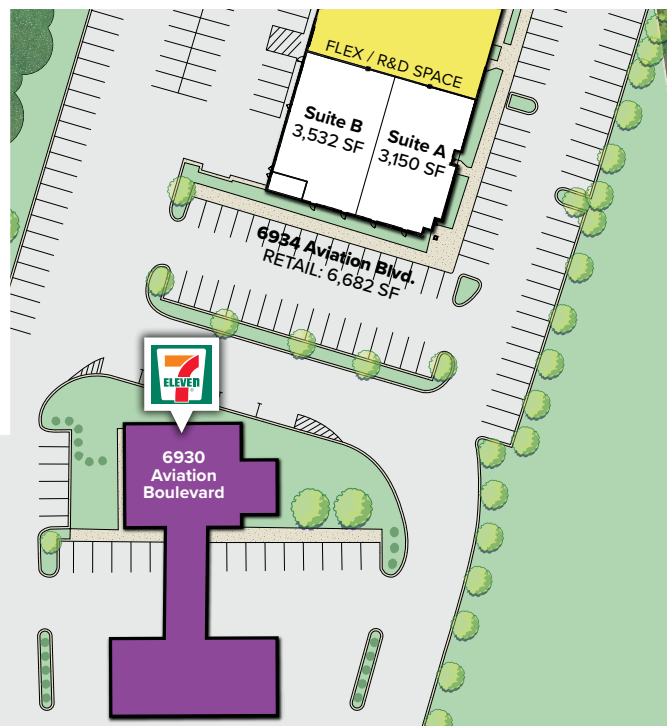 FLEX / R&D SPACE
Suite B
3,532 SF
Suite A
3,150 SF
6934 Aviation Blvd.
RETAIL: 6,682 SF
7
ELEVEN
6930
Aviation
Boulevard